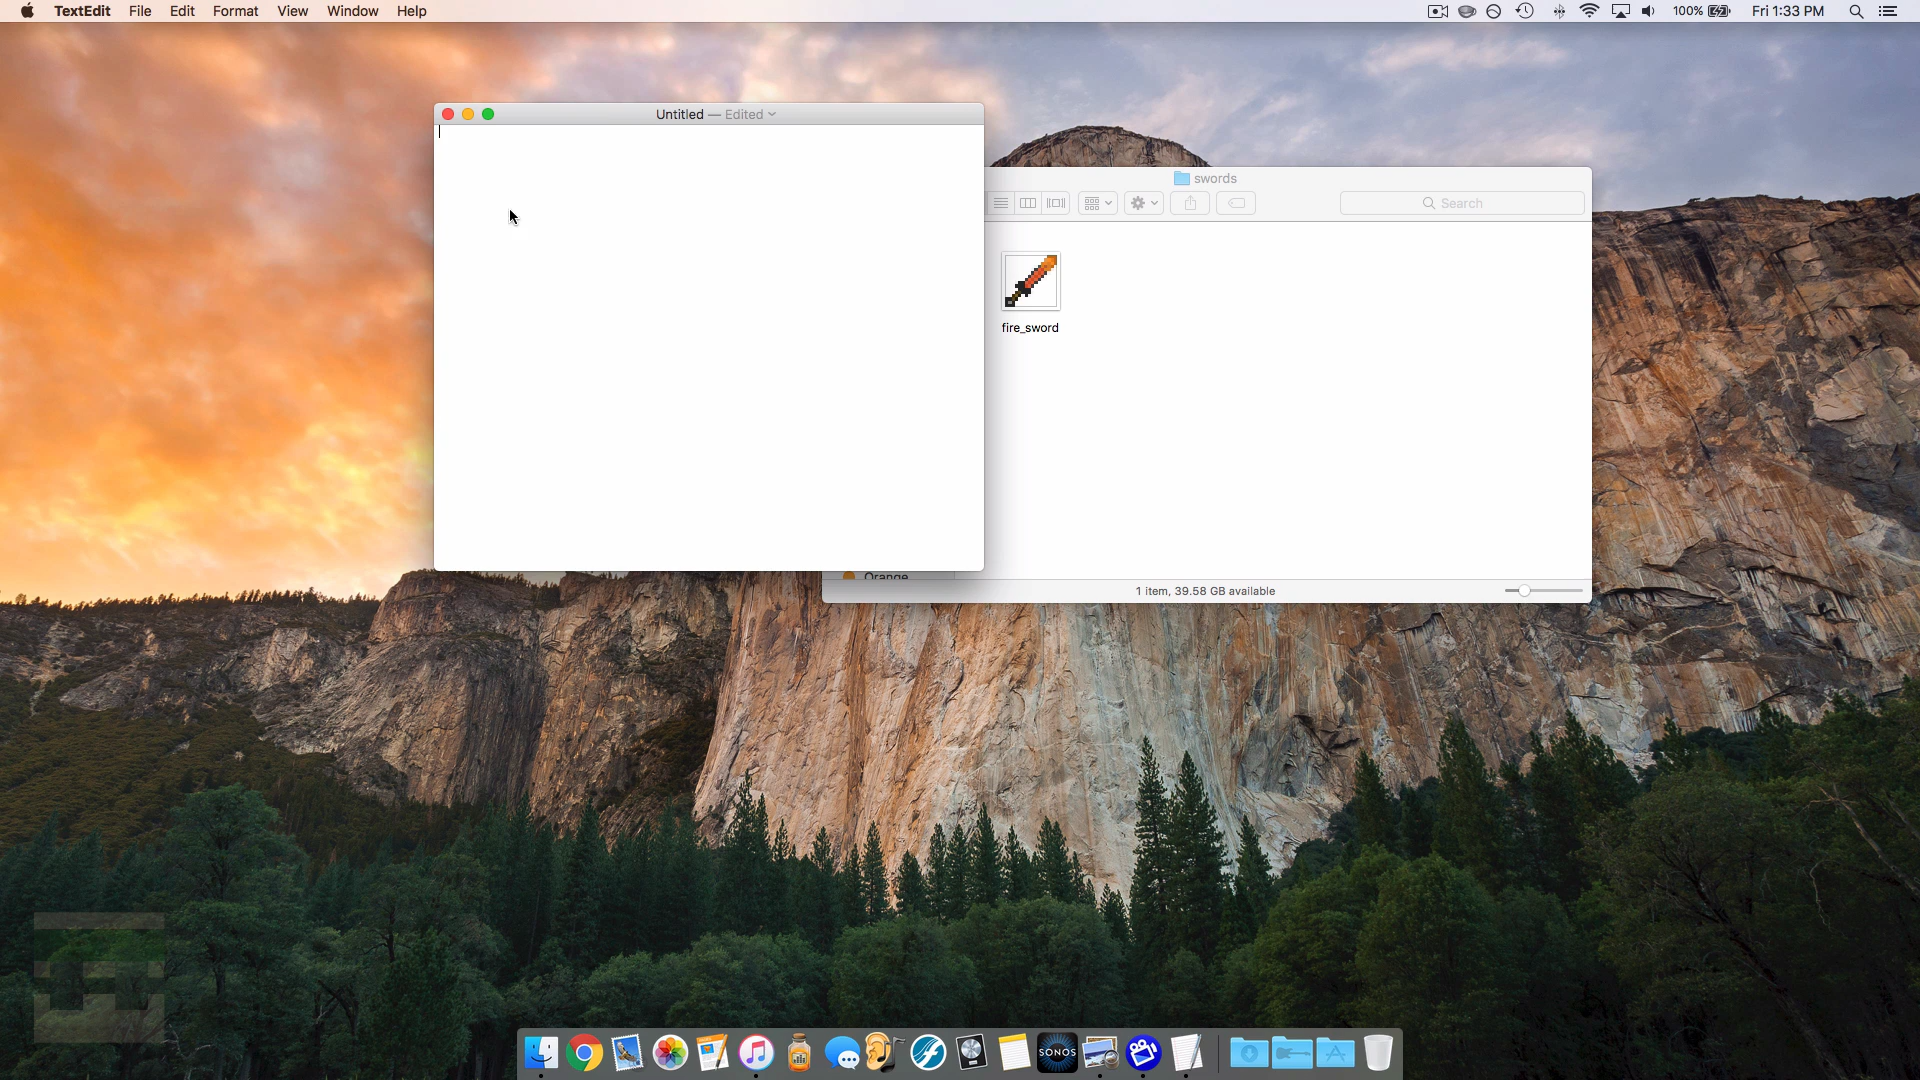 TextEdit File Edit Format View Window Help 100% Fri 1:33 PM
Untitled — Edited
swords
Search
fire_sword
Orange
1 item, 39.58 GB available
SONOS